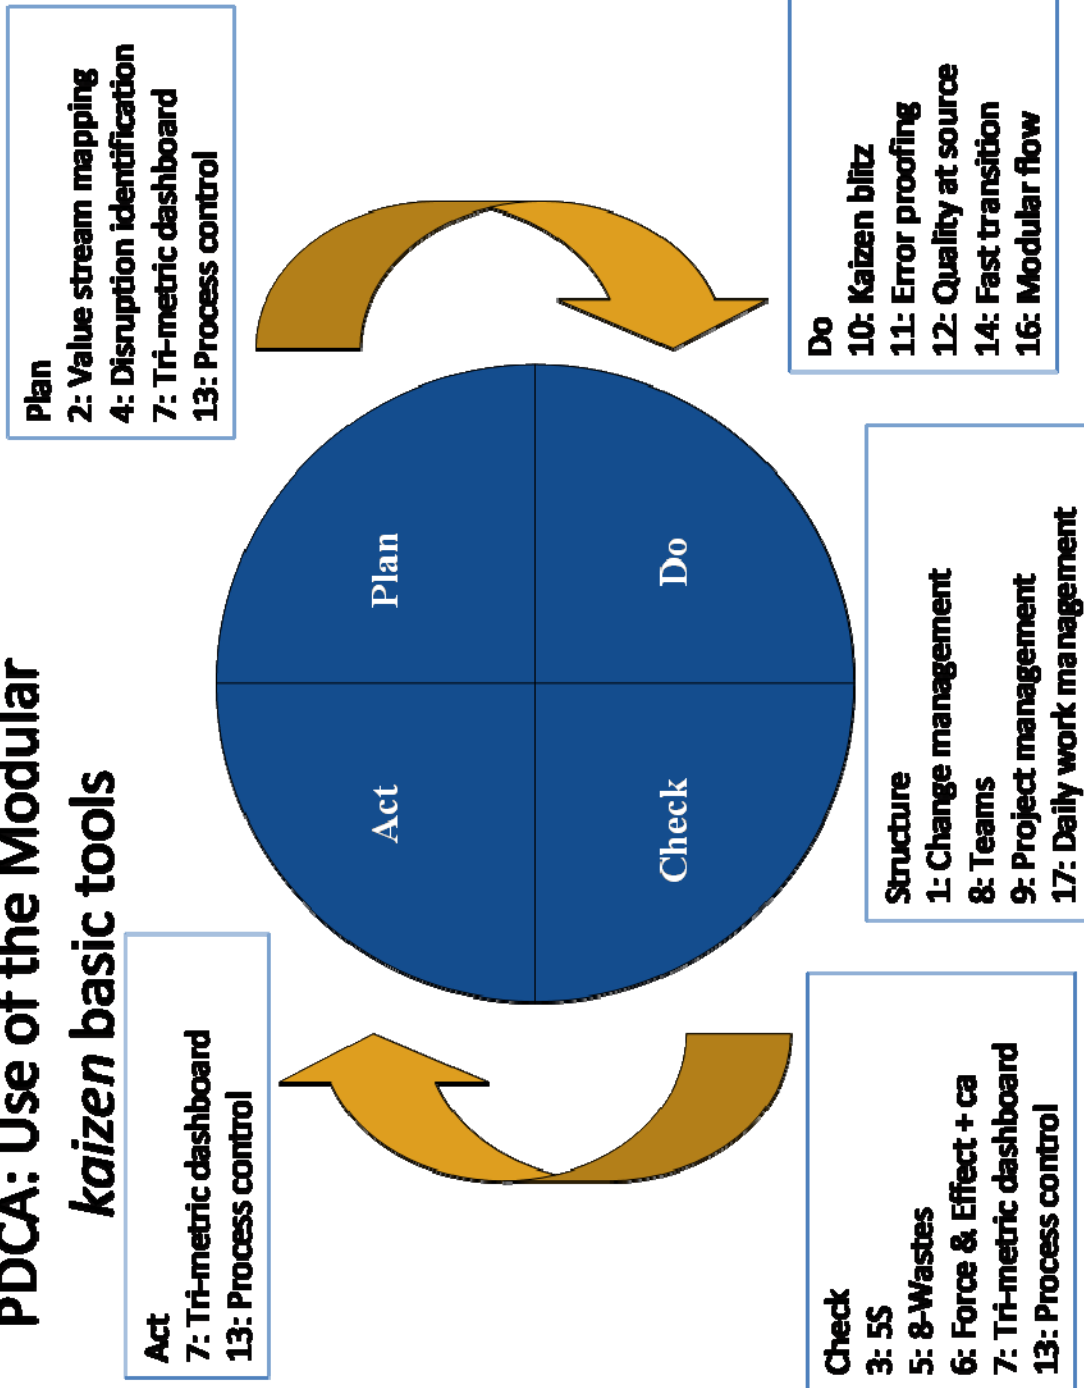 PDCA: Use of the Modular
kaizen basic tools
Act
7: Tri-metric dashboard
13: Process control
Plan
2: Value stream mapping
4: Disruption identification
7: Tri-metric dashboard
13: Process control
Act
Plan
Check
Do
Check
3: 5S
5: 8-Wastes
6: Force & Effect + ca
7: Tri-metric dashboard
13: Process control
Structure
1: Change management
8: Teams
9: Project management
17: Daily work management
Do
10: Kaizen blitz
11: Error proofing
12: Quality at source
14: Fast transition
16: Modular flow